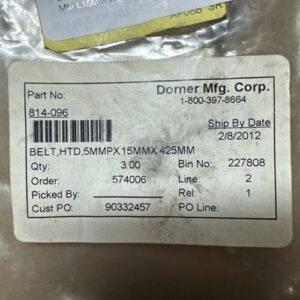 Part No:
Dorner Mfg. Corp.
1-800-397-8664
814-096
Ship By Date
2/8/2012
BELT,HTD,5MMPX15MMX425MM
Qty: 3.00 Bin No: 227808
Order: 574006 Line: 2
Picked By: Rel: 1
Cust PO: 90332457 PO Line: